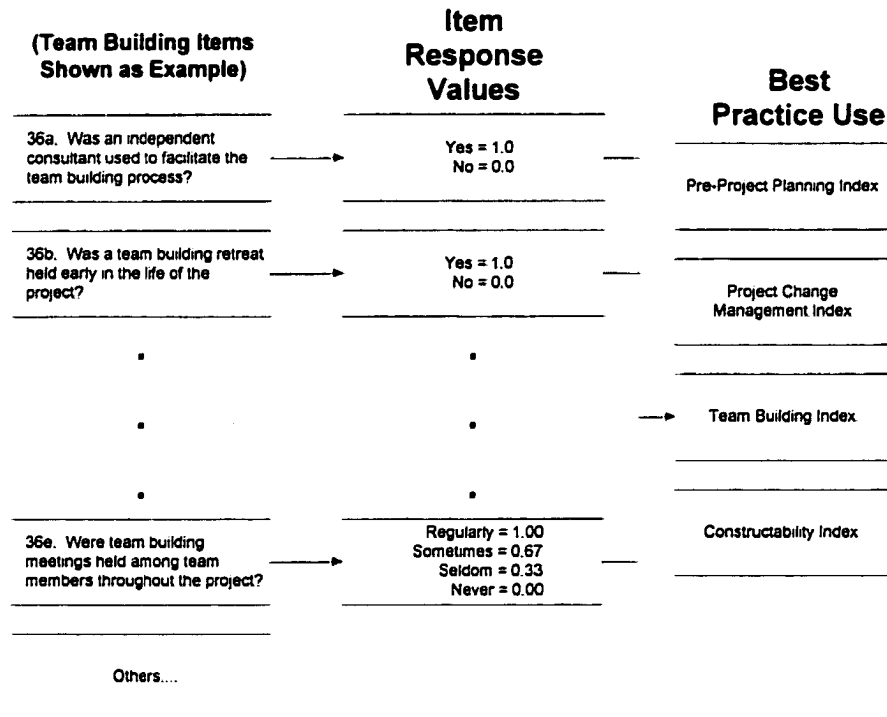 (Team Building Items
Shown as Example)
Item
Response
Values
Best
Practice Use
36a. Was an independent
consultant used to facilitate the
team building process?
Yes = 1.0
No = 0.0
Pre-Project Planning Index
36b. Was a team building retreat
held early in the life of the
project?
Yes = 1.0
No = 0.0
Project Change
Management Index
Team Building Index
36e. Were team building
meetings held among team
members throughout the project?
Regularly = 1.00
Sometimes = 0.67
Seldom = 0.33
Never = 0.00
Constructability Index
Others....